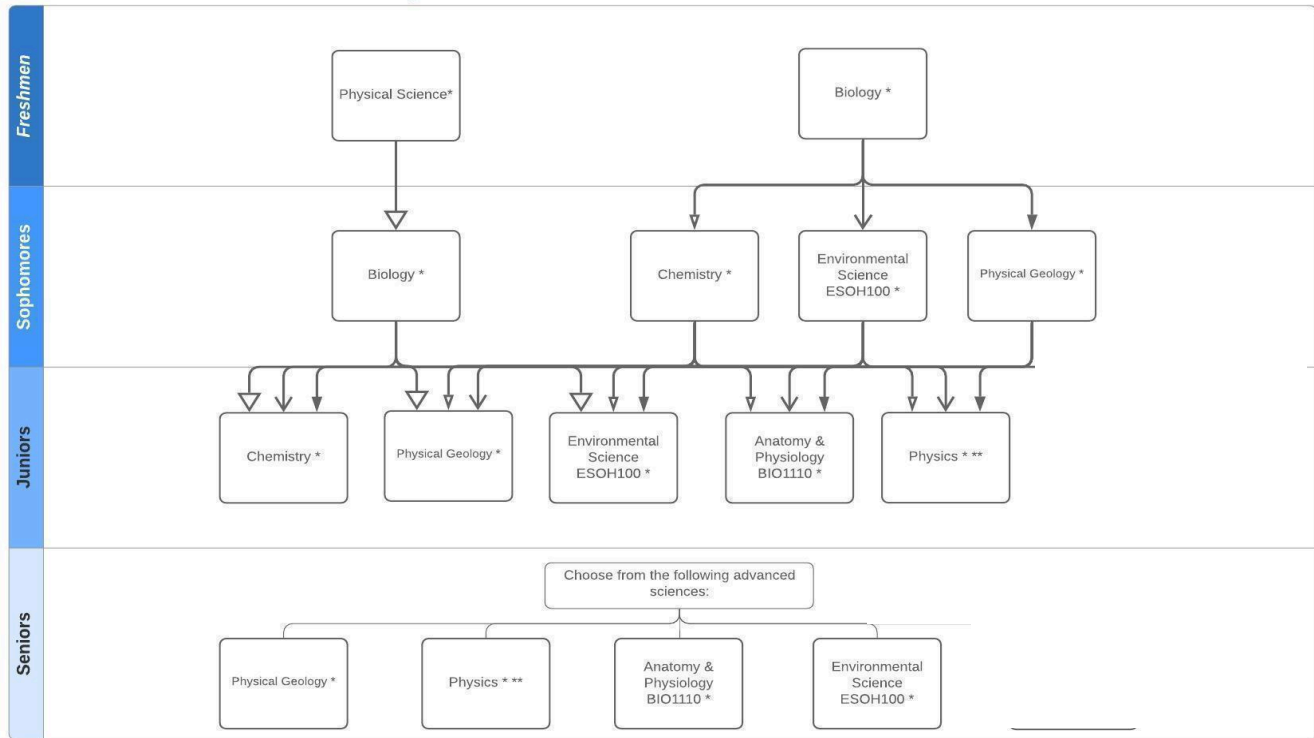 Freshmen
Physical Science*
Biology *
Sophomores
Biology *
Chemistry *
Environmental
Science
ESOH100 *
Physical Geology *
Juniors
Chemistry *
Physical Geology *
Environmental
Science
ESOH100 *
Anatomy &
Physiology
BIO1110 *
Physics * **
Seniors
Choose from the following advanced
sciences:
Physical Geology *
Physics * **
Anatomy &
Physiology
BIO1110 *
Environmental
Science
ESOH100 *